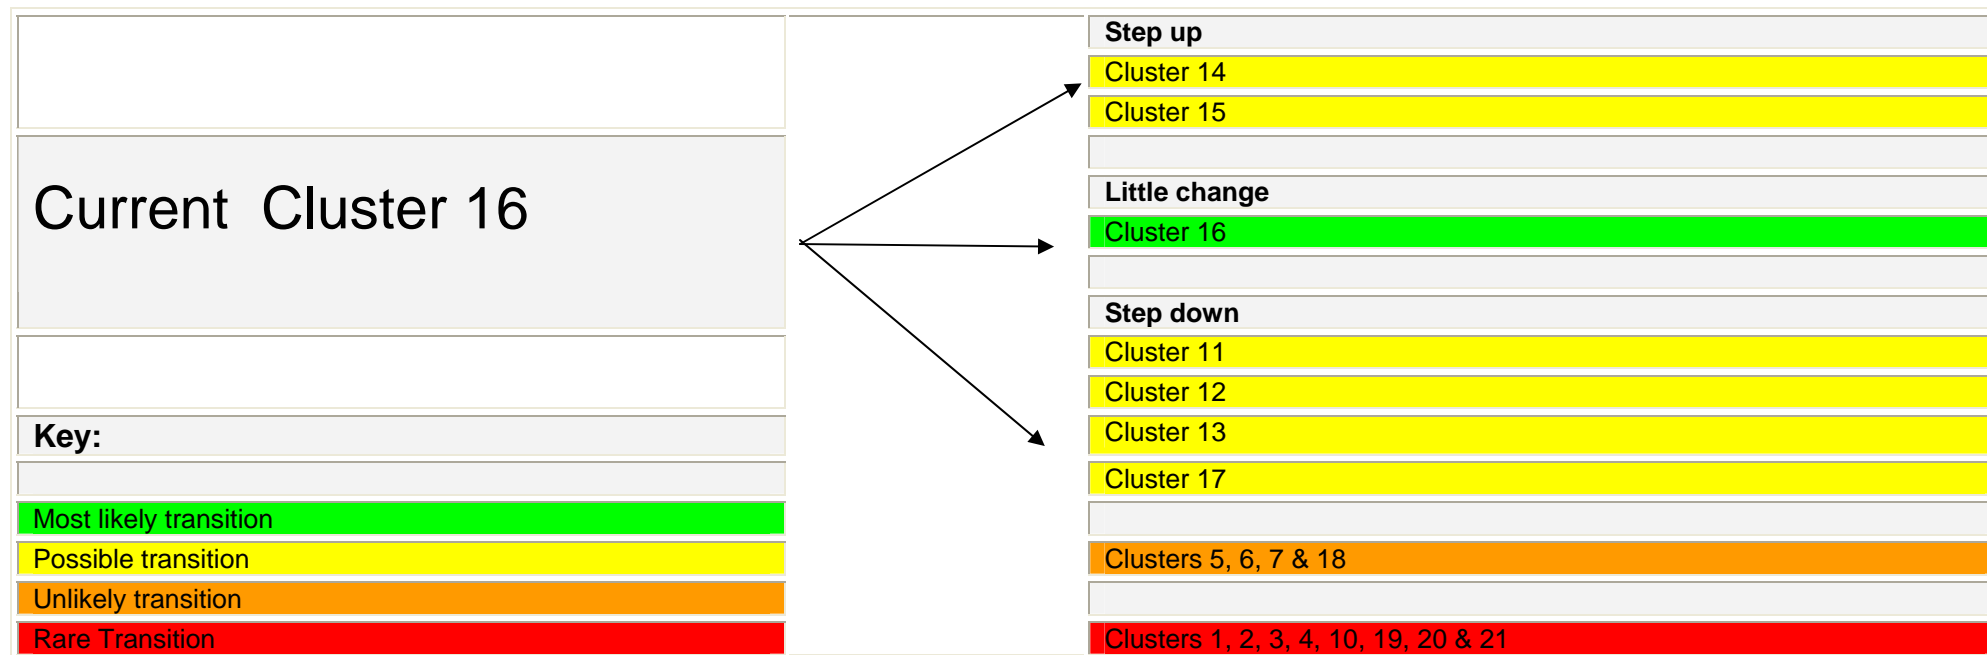 Current Cluster 16
Key:
Most likely transition
Possible transition
Unlikely transition
Rare Transition
Step up
Cluster 14
Cluster 15
Little change
Cluster 16
Step down
Cluster 11
Cluster 12
Cluster 13
Cluster 17
Clusters 5, 6, 7 & 18
Clusters 1, 2, 3, 4, 10, 19, 20 & 21